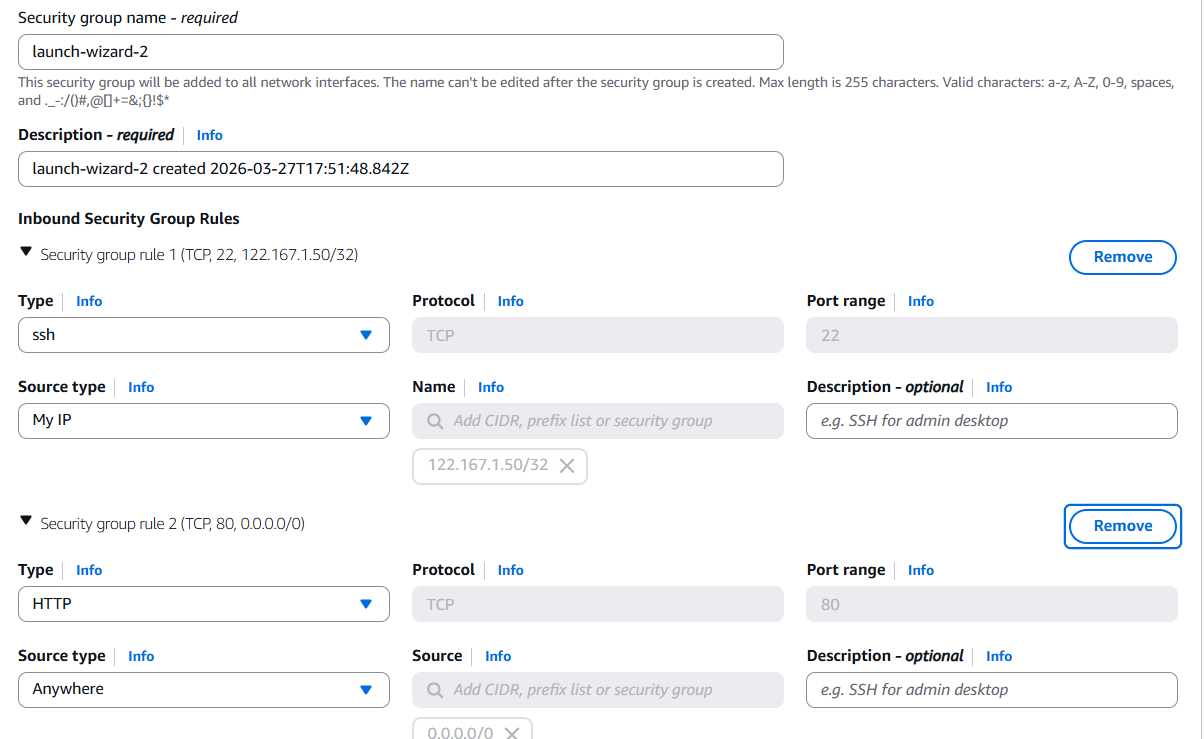 Security group name - required
launch-wizard-2
This security group will be added to all network interfaces. The name can't be edited after the security group is created. Max length is 255 characters. Valid characters: a-z, A-Z, 0-9, spaces,
and ._-:/()#,@[]+=&;{}!$*
Description - required Info
launch-wizard-2 created 2026-03-27T17:51:48.842Z
Inbound Security Group Rules
Security group rule 1 (TCP, 22, 122.167.1.50/32) Remove
Type Info Protocol Info Port range Info
ssh TCP 22
Source type Info Name Info Description - optional Info
My IP Add CIDR, prefix list or security group e.g. SSH for admin desktop
122.167.1.50/32
Security group rule 2 (TCP, 80, 0.0.0.0/0) Remove
Type Info Protocol Info Port range Info
HTTP TCP 80
Source type Info Source Info Description - optional Info
Anywhere Add CIDR, prefix list or security group e.g. SSH for admin desktop
0.0.0.0/0